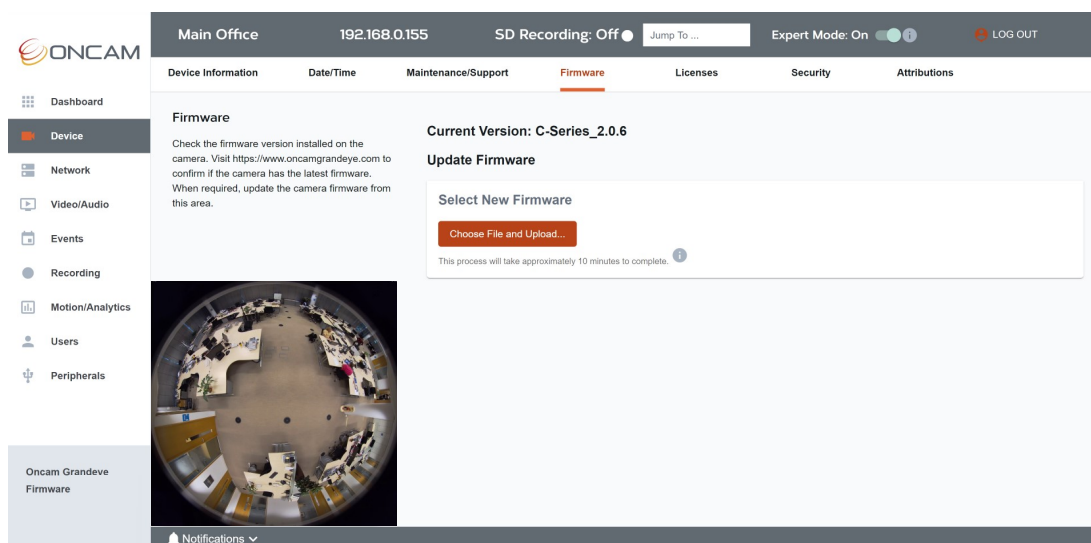 ONCAM
Main Office 192.168.0.155 SD Recording: Off Jump To ... Expert Mode: On LOG OUT
Device Information Date/Time Maintenance/Support Firmware Licenses Security Attributions
Dashboard
Device
Network
Video/Audio
Events
Recording
Motion/Analytics
Users
Peripherals
Oncam Grandeve
Firmware
Firmware
Check the firmware version installed on the
camera. Visit https://www.oncamgrandeye.com to
confirm if the camera has the latest firmware.
When required, update the camera firmware from
this area.
Current Version: C-Series_2.0.6
Update Firmware
Select New Firmware
Choose File and Upload...
This process will take approximately 10 minutes to complete.
Notifications